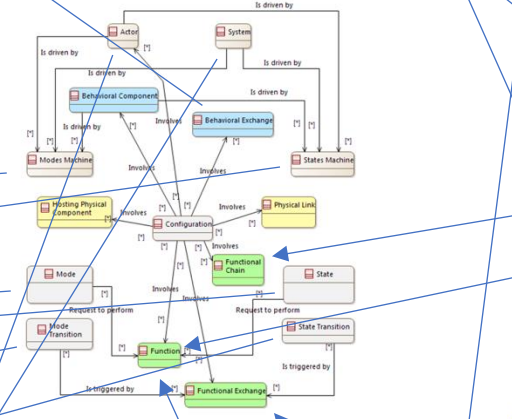 Is driven by
Actor
System
[*]
Is driven by
Is driven by
Is driven by
Behavioral Component
Is driven by
[*]
Involves
Behavioral Exchange
[*]
[*]
[*]
[*]
[*]
[*]
[*]
Modes Machine
States Machine
Involves
Involves
Hosting Physical
Component
[*]
[*]
Involves
Involves
[*]
Physical Link
Configuration
[*]
[*]
Involves
[*]
[*]
Functional
Chain
Mode
State
[*]
Involves
Involves
[*]
Request to perform
Request to perform
Mode
Transition
State Transition
[*]
Function
[*]
[*]
[*]
[*]
Is triggered by
Is triggered by
[*]
Functional Exchange
[*]